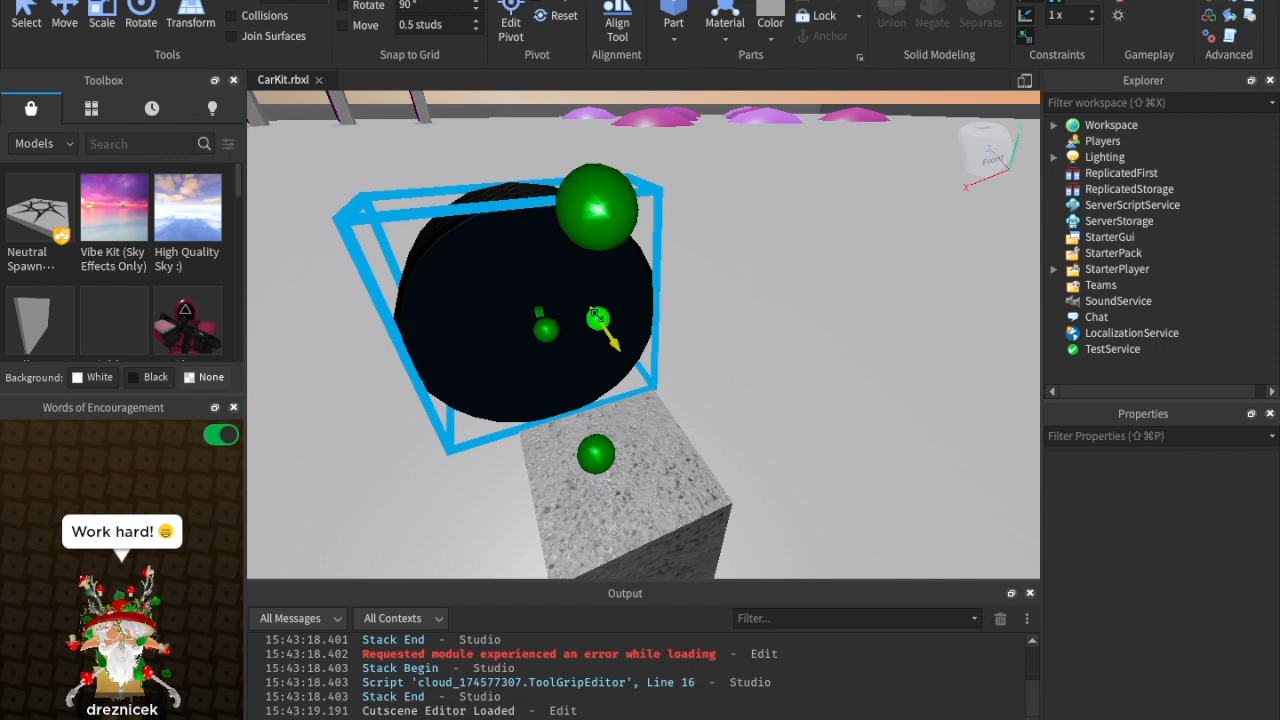 Select
Move
Scale
Rotate
Transform
Collisions
Join Surfaces
Tools
Rotate
90 °
Move
0.5 studs
Snap to Grid
Edit
Pivot
Reset
Pivot
Align
Tool
Alignment
Part
Material
Color
Lock
Anchor
Parts
Union
Negate
Separate
Solid Modeling
1 x
Constraints
Gameplay
Advanced
Toolbox
Models
Search
Neutral
Spawn...
Vibe Kit (Sky
Effects Only)
High Quality
Sky :)
Background:
White
Black
None
Words of Encouragement
Work hard! 😁
dreznicek
CarKit.rbxl
Front
X
Z
Output
All Messages
All Contexts
Filter...
15:43:18.401 Stack End - Studio
15:43:18.402 Requested module experienced an error while loading - Edit
15:43:18.403 Stack Begin - Studio
15:43:18.403 Script 'cloud_174577307.ToolGripEditor', Line 16 - Studio
15:43:18.403 Stack End - Studio
15:43:19.191 Cutscene Editor Loaded - Edit
Explorer
Filter workspace (⇧⌘X)
Workspace
Players
Lighting
ReplicatedFirst
ReplicatedStorage
ServerScriptService
ServerStorage
StarterGui
StarterPack
StarterPlayer
Teams
SoundService
Chat
LocalizationService
TestService
Properties
Filter Properties (⇧⌘P)